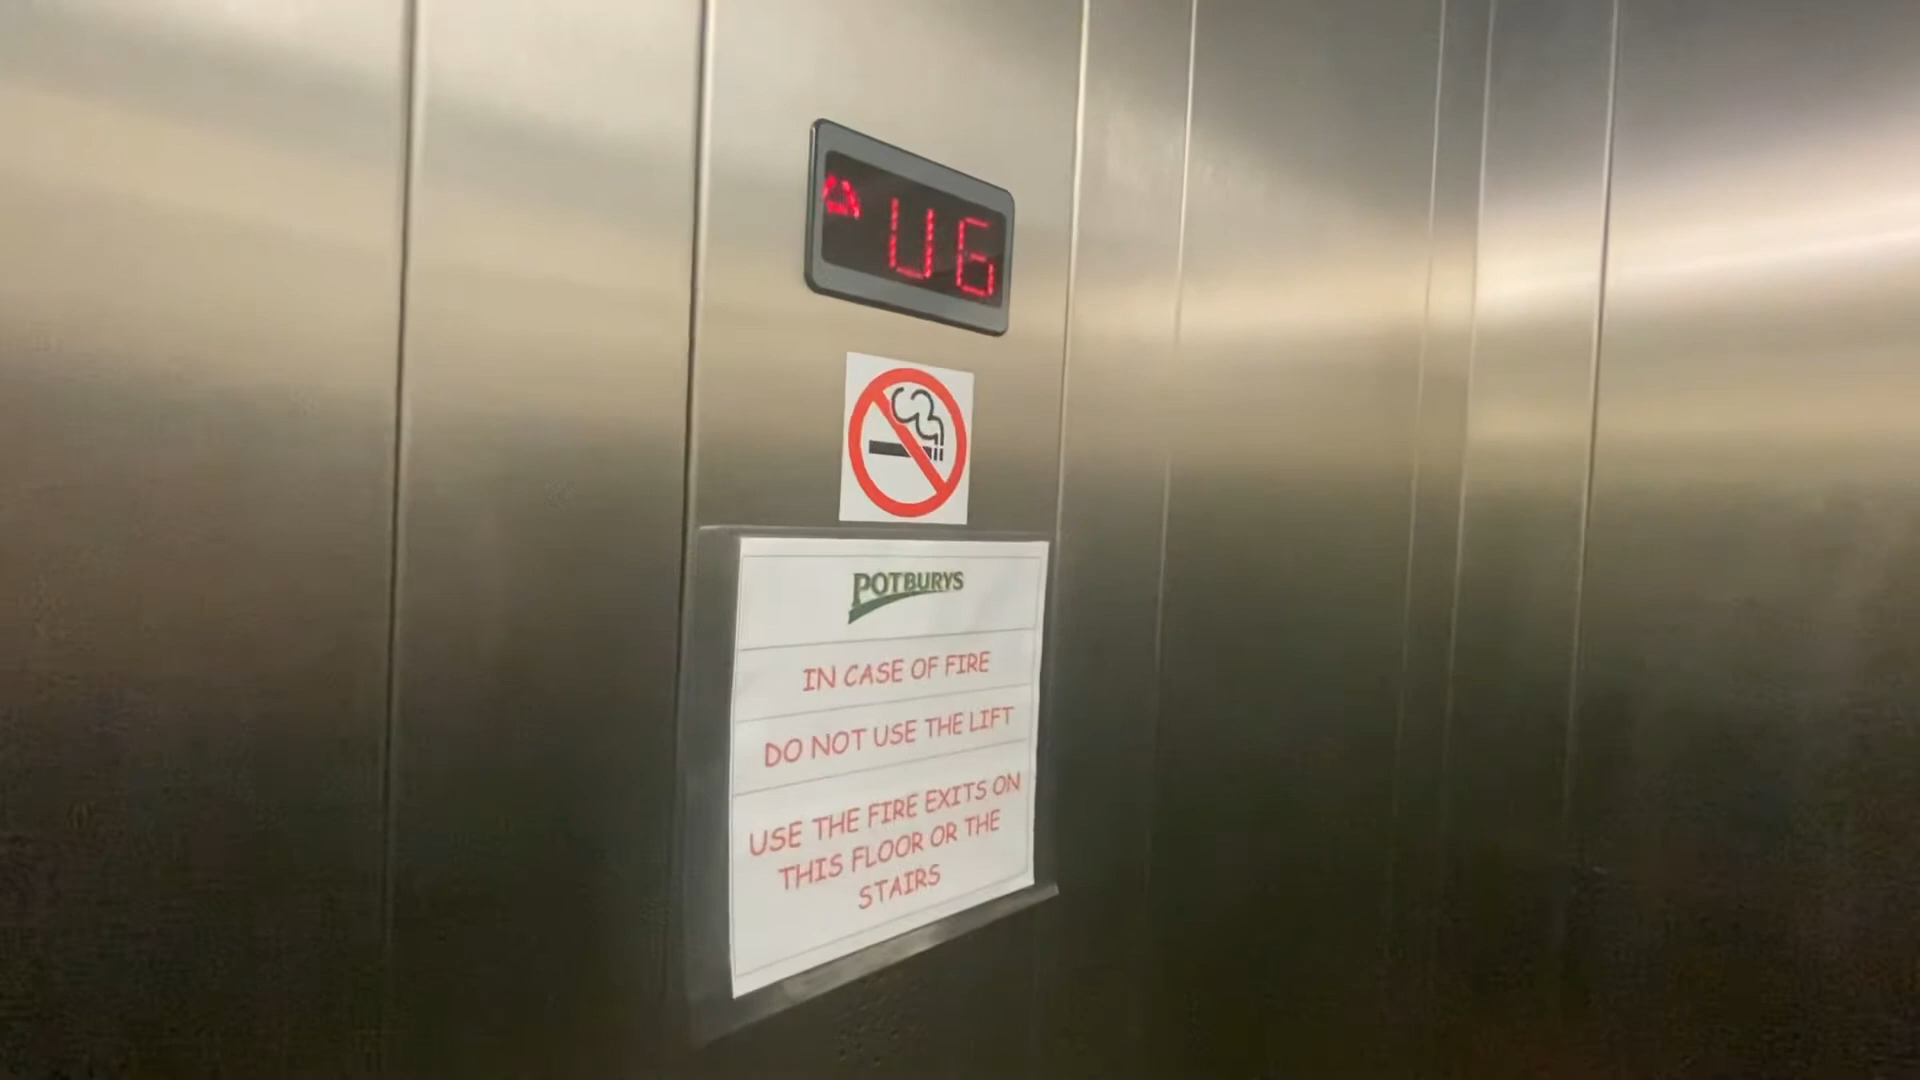 UG
POTBURYS
IN CASE OF FIRE
DO NOT USE THE LIFT
USE THE FIRE EXITS ON
THIS FLOOR OR THE
STAIRS